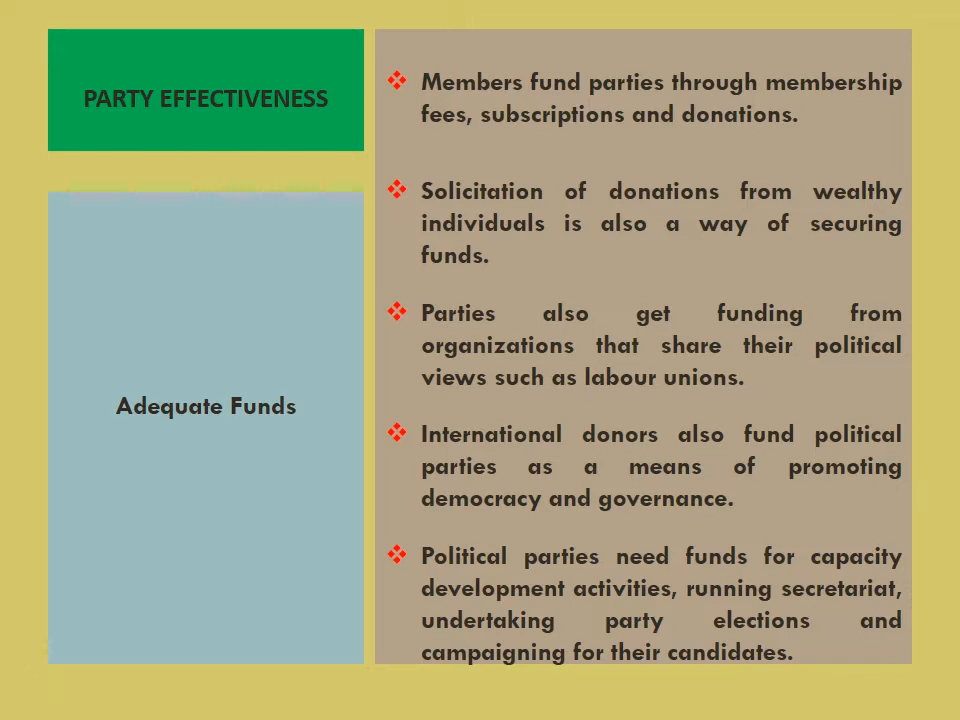 PARTY EFFECTIVENESS
Adequate Funds
Members fund parties through membership
fees, subscriptions and donations.
Solicitation of donations from wealthy
individuals is also a way of securing
funds.
Parties also get funding from
organizations that share their political
views such as labour unions.
International donors also fund political
parties as a means of promoting
democracy and governance.
Political parties need funds for capacity
development activities, running secretariat,
undertaking party elections and
campaigning for their candidates.